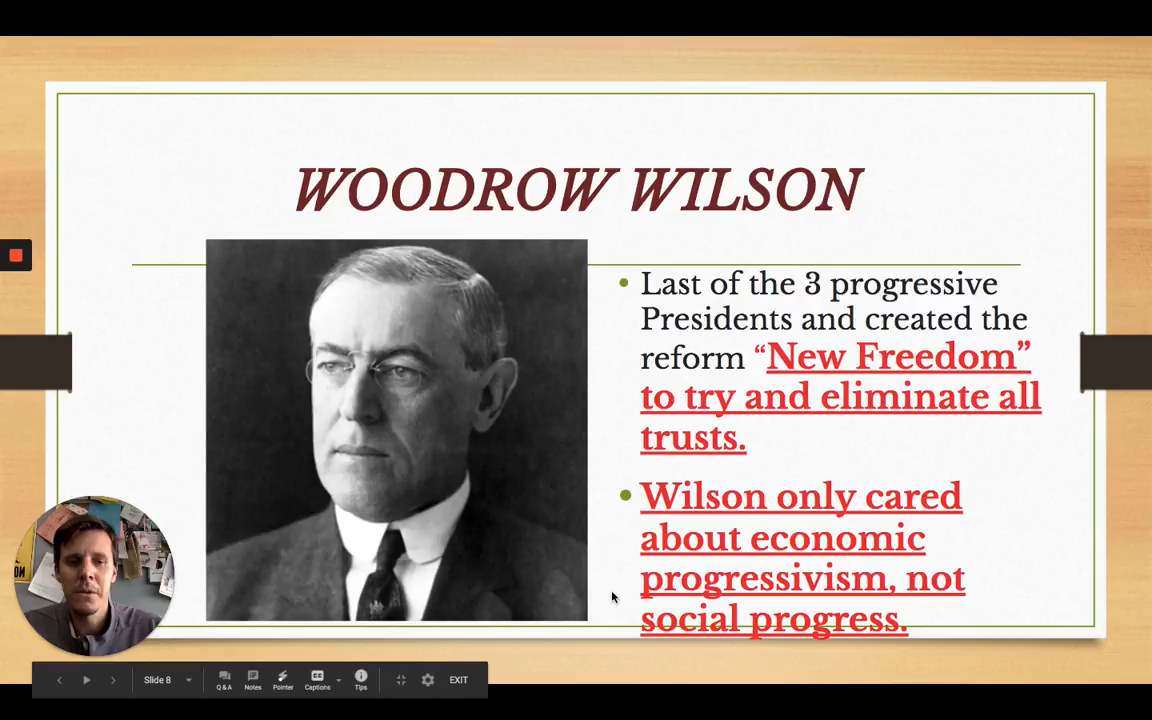 WOODROW WILSON
• Last of the 3 progressive
Presidents and created the
reform “New Freedom”
to try and eliminate all
trusts.
• Wilson only cared
about economic
progressivism, not
social progress.
Slide 8
Q & A
Notes
Pointer
Captions
Tips
EXIT